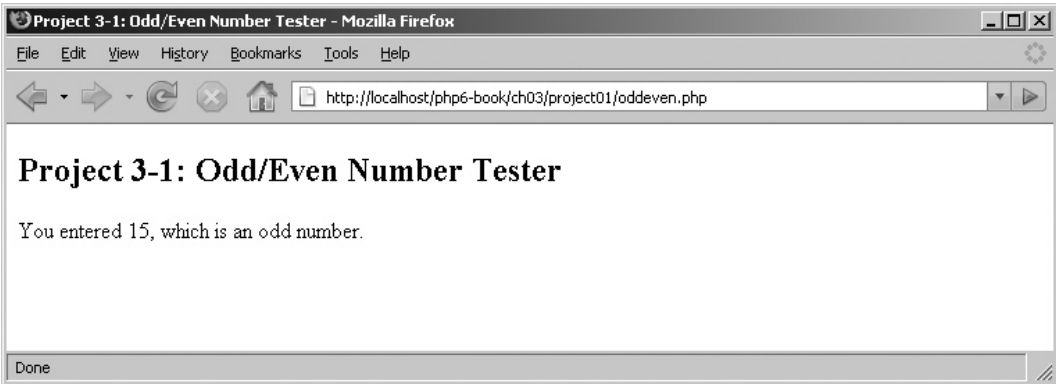 Project 3-1: Odd/Even Number Tester - Mozilla Firefox
File Edit View History Bookmarks Tools Help
http://localhost/php6-book/ch03/project01/oddeven.php
Project 3-1: Odd/Even Number Tester
You entered 15, which is an odd number.
Done